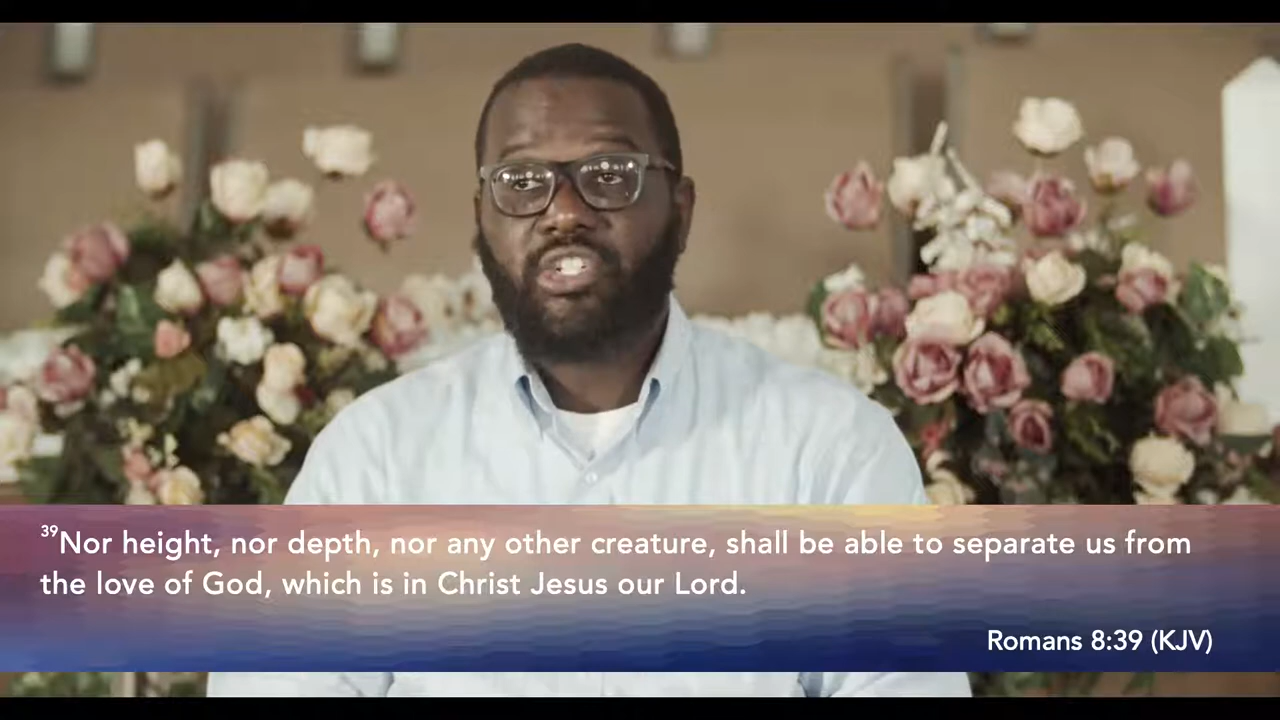 39Nor height, nor depth, nor any other creature, shall be able to separate us from
the love of God, which is in Christ Jesus our Lord.
Romans 8:39 (KJV)